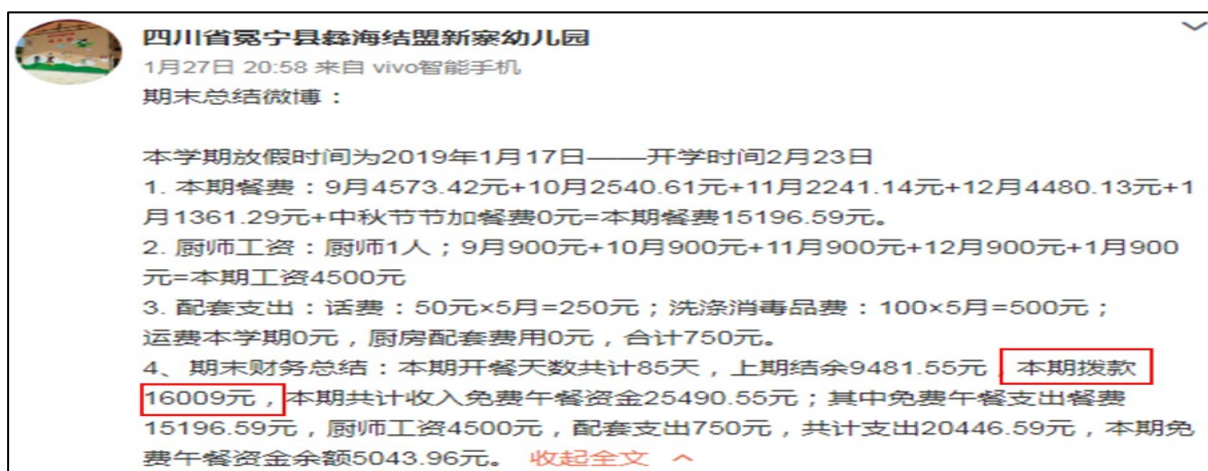 四川省冕宁县彝海结盟新寨幼儿园
1月27日 20:58 来自 vivo智能手机
期末总结微博：
本学期放假时间为2019年1月17日——开学时间2月23日
1. 本期餐费：9月4573.42元+10月2540.61元+11月2241.14元+12月4480.13元+1
月1361.29元+中秋节节加餐费0元=本期餐费15196.59元。
2. 厨师工资：厨师1人；9月900元+10月900元+11月900元+12月900元+1月900
元=本期工资4500元
3. 配套支出：话费：50元×5月=250元；洗涤消毒品费：100×5月=500元；
运费本学期0元，厨房配套费用0元，合计750元。
4、期末财务总结：本期开餐天数共计85天，上期结余9481.55元，本期拨款
16009元，本期共计收入免费午餐资金25490.55元；其中免费午餐支出餐费
15196.59元，厨师工资4500元，配套支出750元，共计支出20446.59元，本期免
费午餐资金余额5043.96元。 收起全文